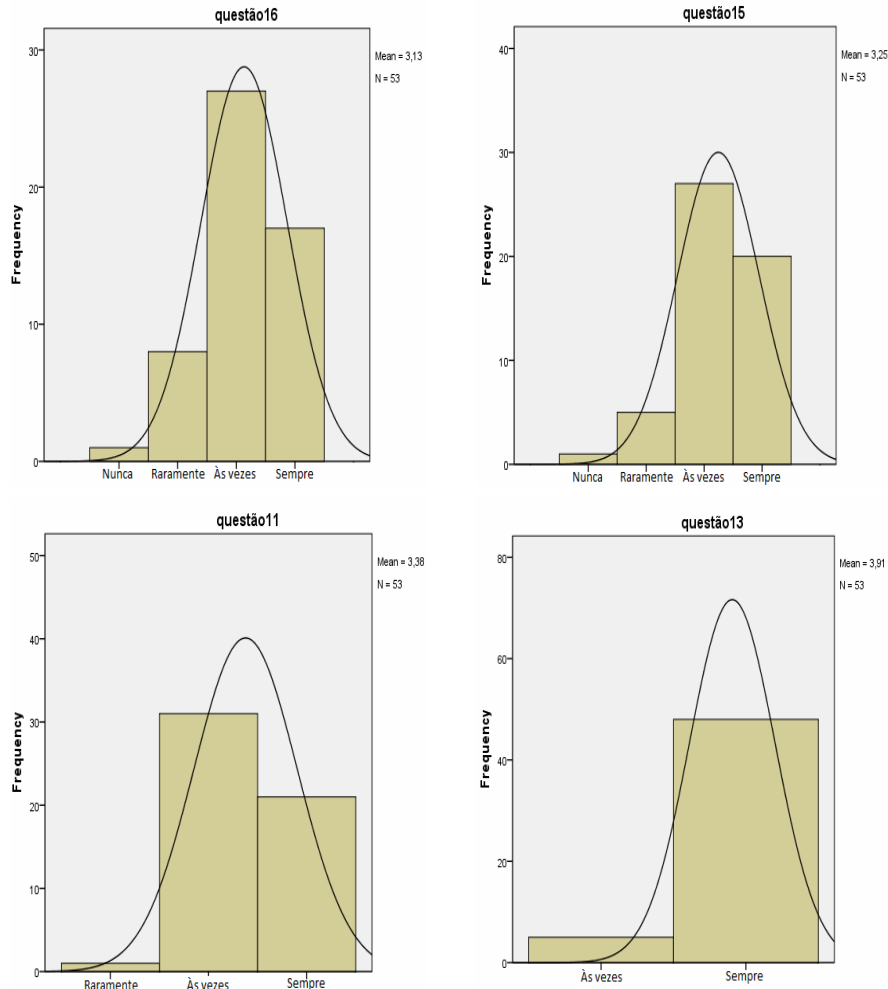 questão16
Mean = 3,13
N = 53
30
20
10
0
Frequency
Nunca Raramente Às vezes Sempre
questão15
Mean = 3,25
N = 53
40
30
20
10
0
Frequency
Nunca Raramente Às vezes Sempre
questão11
Mean = 3,38
N = 53
50
40
30
20
10
0
Frequency
Raramente Às vezes Sempre
questão13
Mean = 3,91
N = 53
80
60
40
20
0
Frequency
Às vezes Sempre